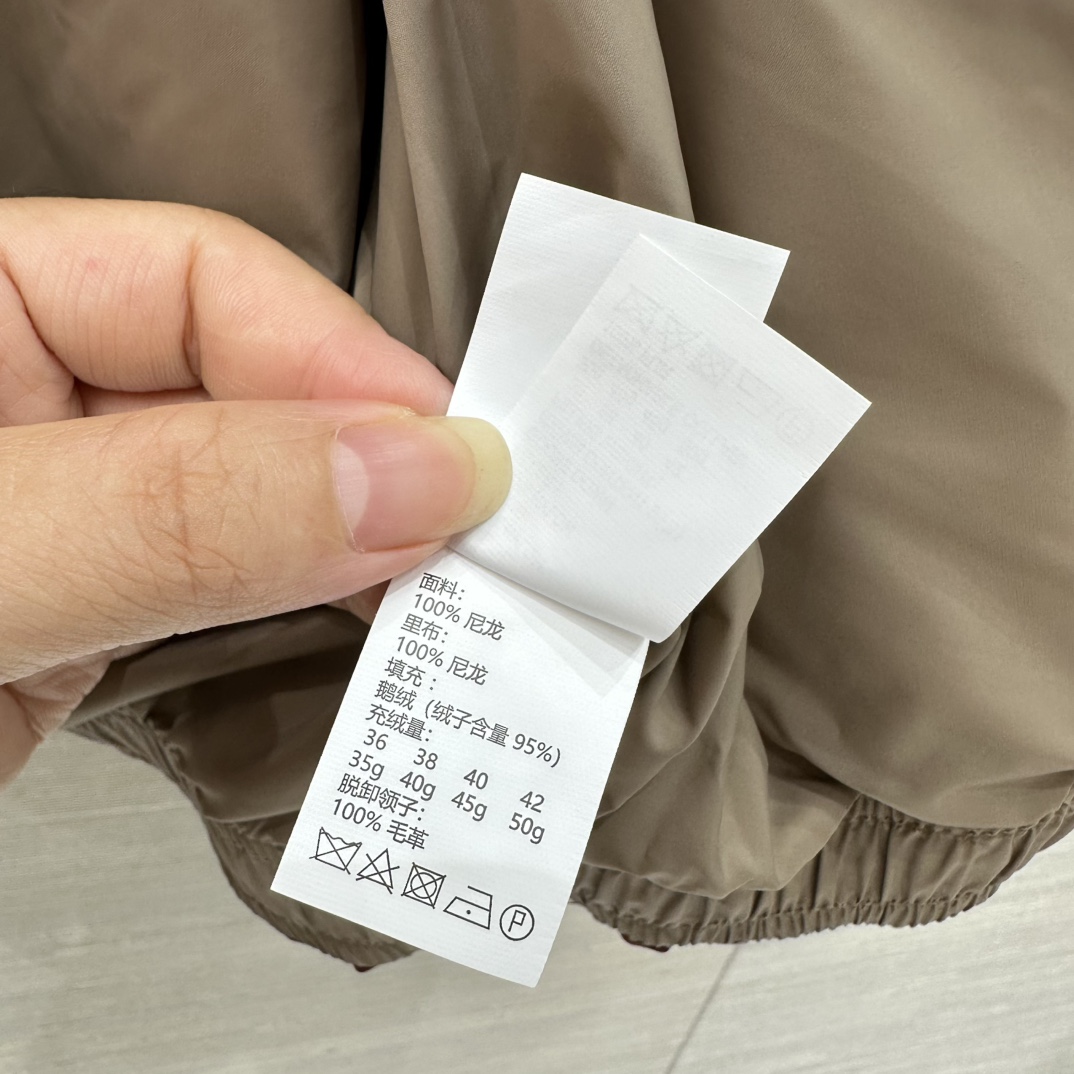 面料：
100% 尼龙
里布：
100% 尼龙
填充：
鹅绒（绒子含量 95%）
充绒量：
36 38 40 42
35g 40g 45g 50g
脱卸领子：
100% 毛革
P